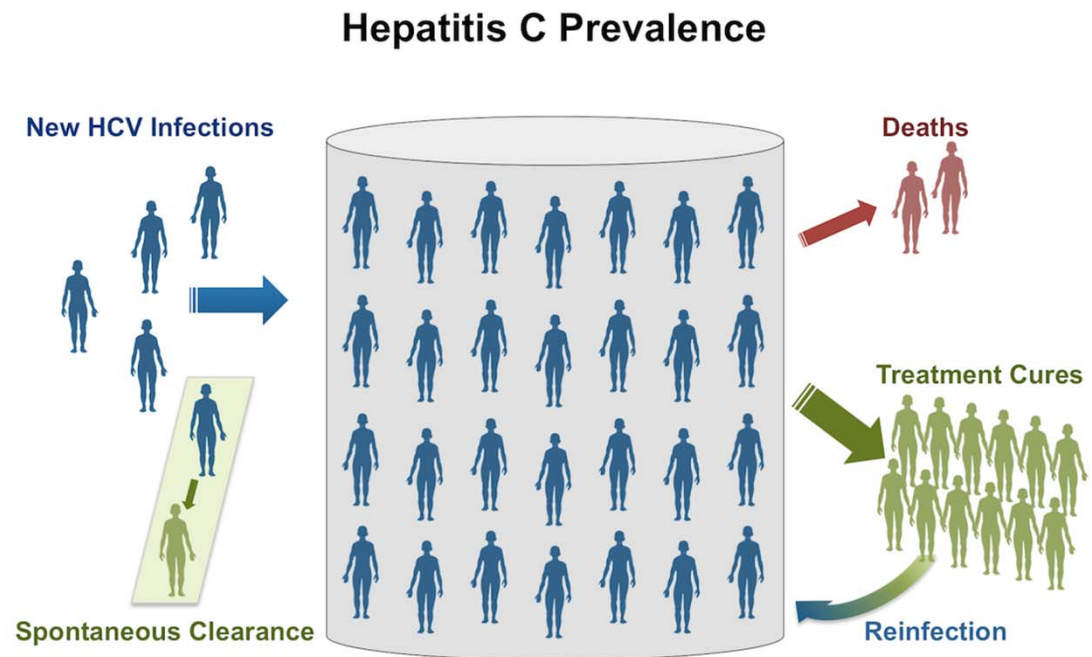 Hepatitis C Prevalence
New HCV Infections
Deaths
Treatment Cures
Spontaneous Clearance
Reinfection